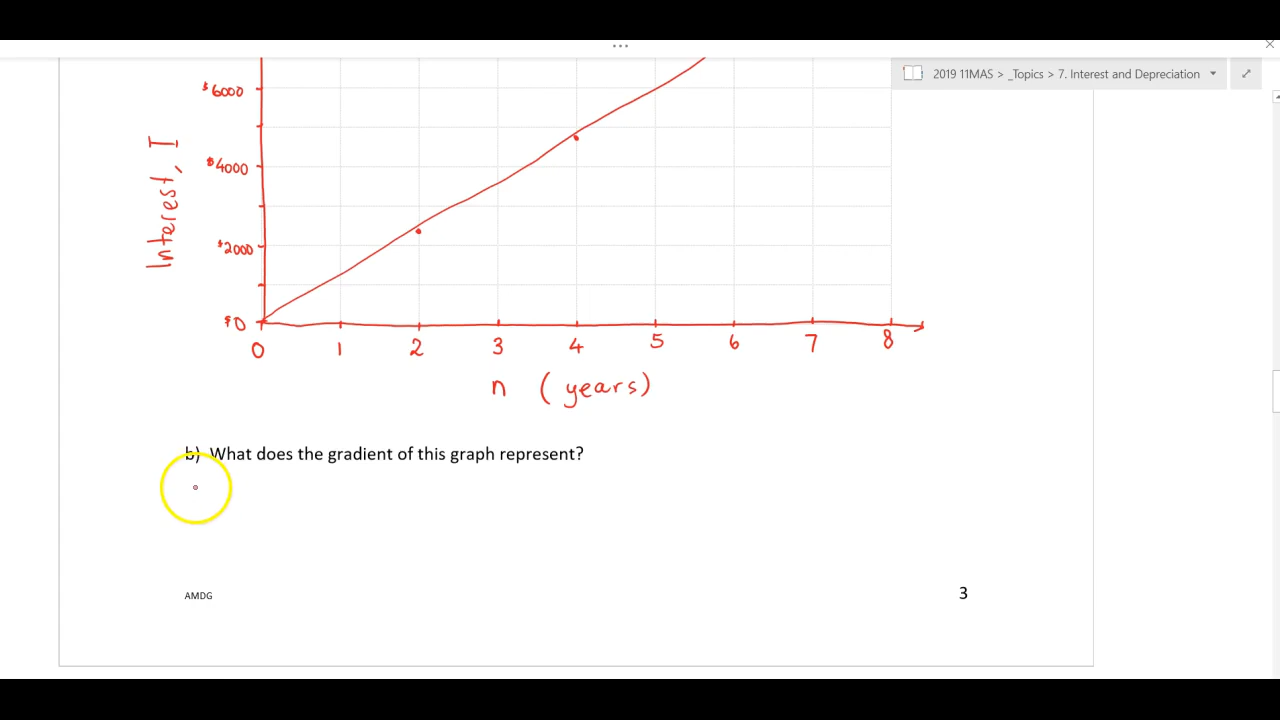 ...
2019 11MAS > _Topics > 7. Interest and Depreciation
$6000
$4000
$2000
$0
Interest, I
0 1 2 3 4 5 6 7 8
n (years)
b) What does the gradient of this graph represent?
AMDG
3